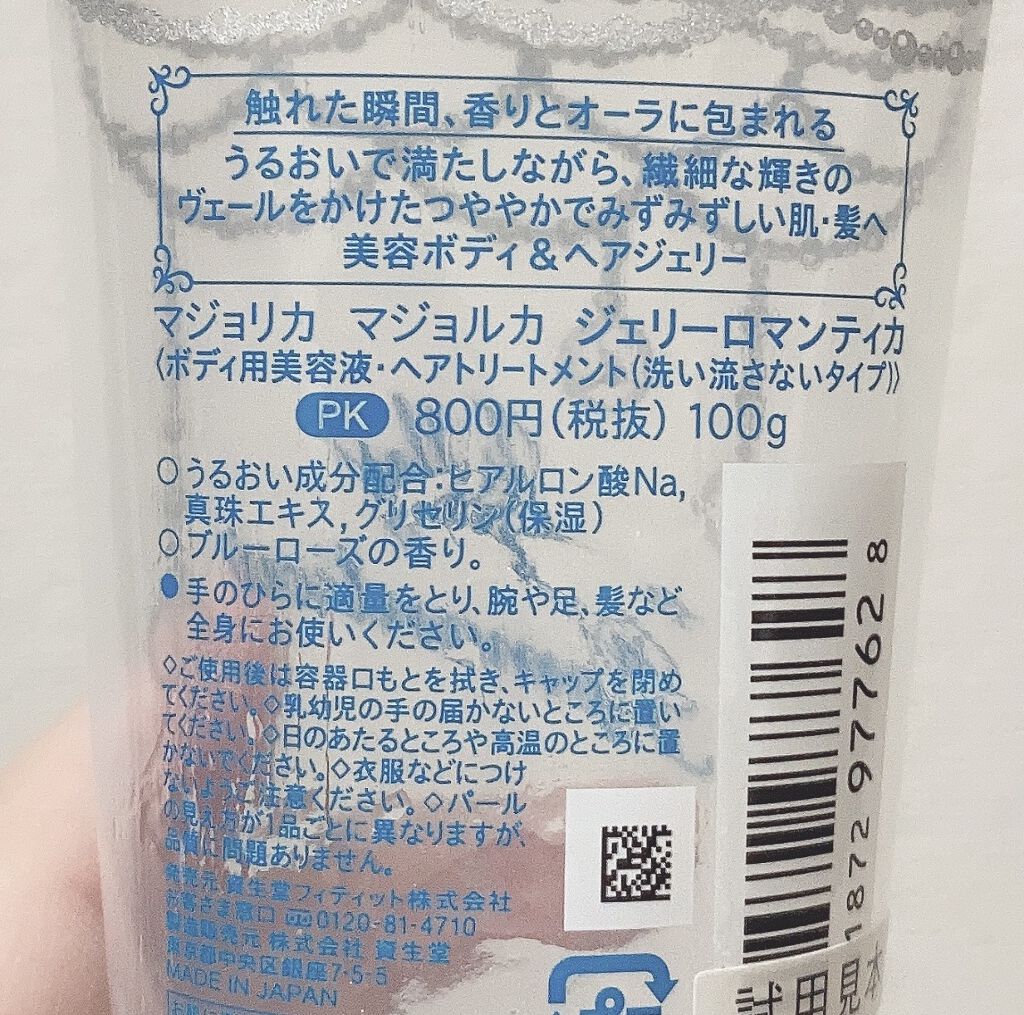 触れた瞬間、香りとオーラに包まれる
うるおいで満たしながら、繊細な輝きの
ヴェールをかけたつややかでみずみずしい肌・髪へ
美容ボディ&ヘアジェリー
マジョリカ マジョルカ ジェリーロマンティカ
〈ボディ用美容液・ヘアトリートメント(洗い流さないタイプ)〉
PK 800円(税抜) 100g
○うるおい成分配合:ヒアルロン酸Na,
真珠エキス,グリセリン(保湿)
○ブルーローズの香り。
●手のひらに適量をとり、腕や足、髪など
全身にお使いください。
◇ご使用後は容器口もとを拭き、キャップを閉め
てください。◇乳幼児の手の届かないところに置い
てください。◇日のあたるところや高温のところに置
かないでください。◇衣服などにつけ
ないようご注意ください。◇パール
の見え方が1品ごとに異なりますが、
品質に問題ありません。
発売元 資生堂フィティット株式会社
お客さま窓口 0120-81-4710
製造販売元 株式会社 資生堂
東京都中央区銀座7-5-5
MADE IN JAPAN
1872 97762 8
試用見本